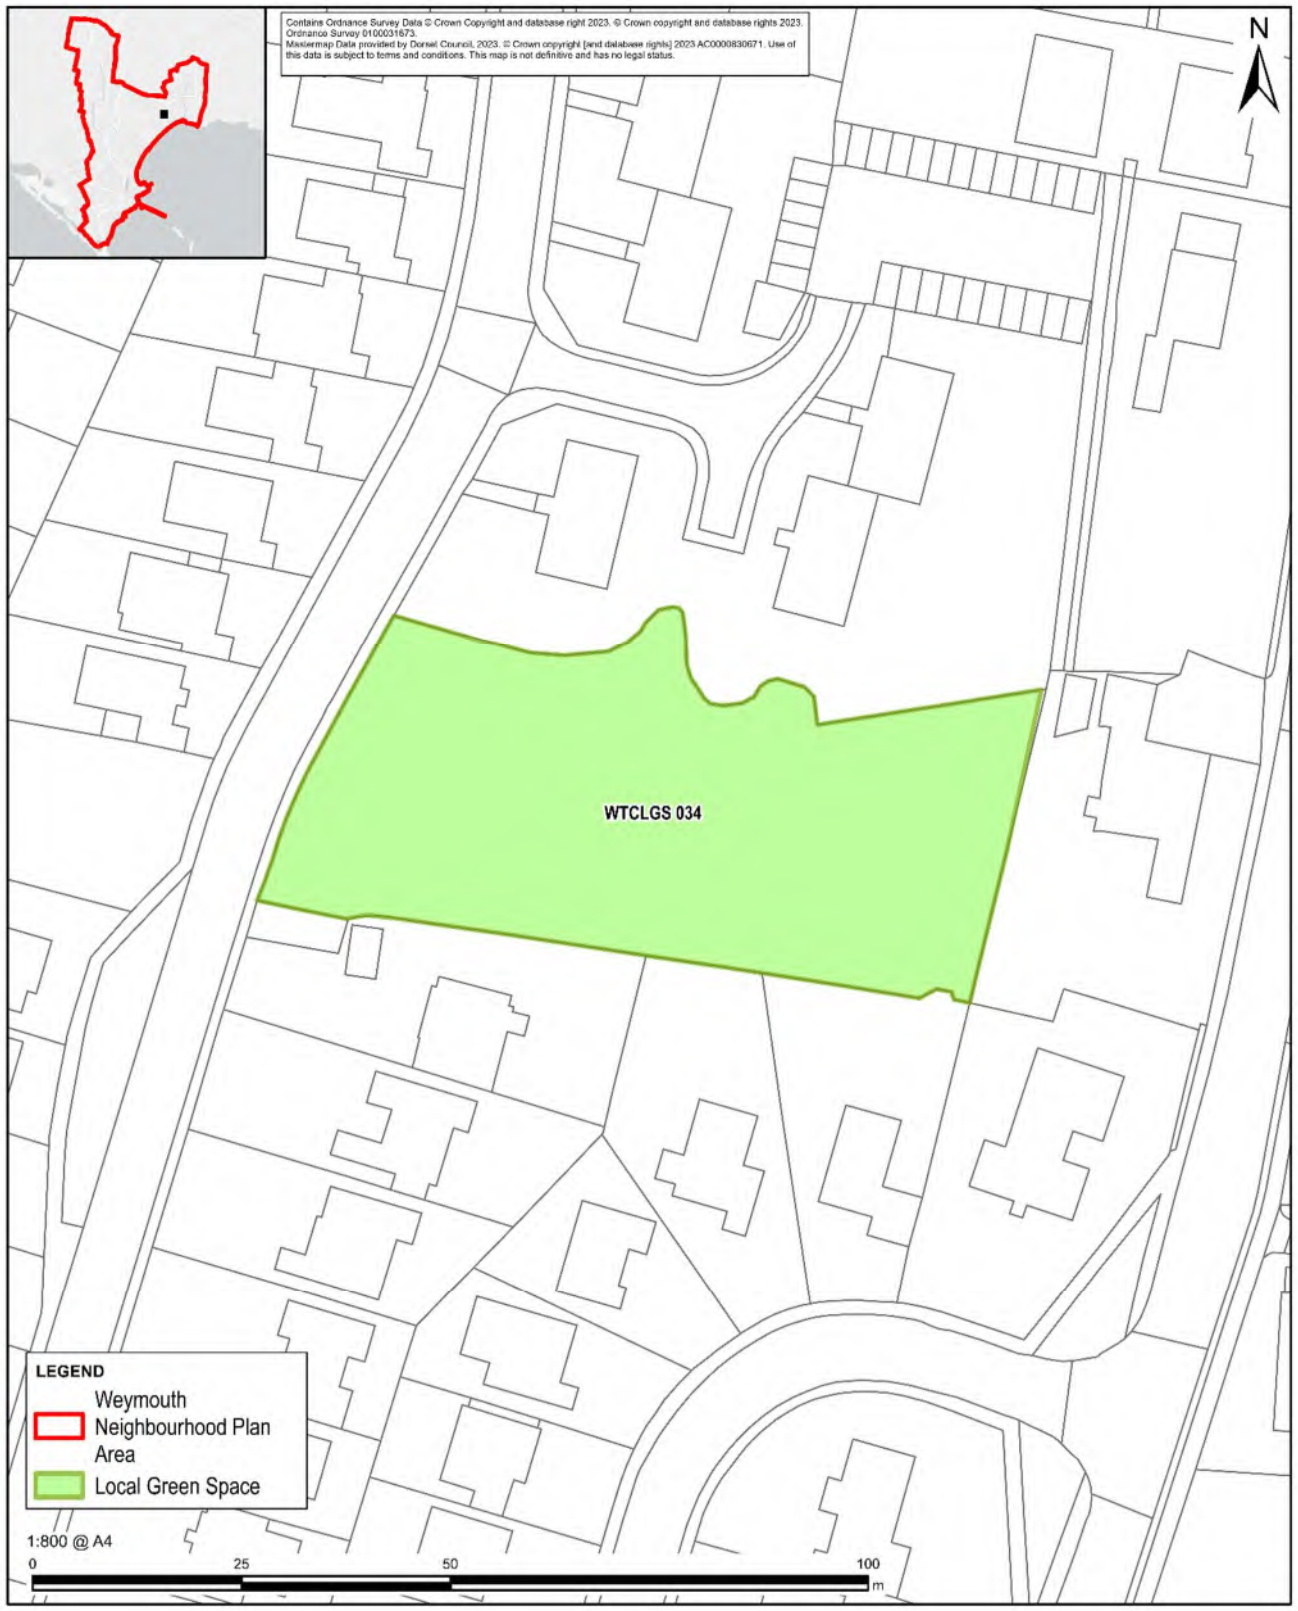 Contains Ordnance Survey Data © Crown Copyright and database right 2023. © Crown copyright and database rights 2023.
Ordnance Survey 0100031673.
Mastermap Data provided by Dorset Council, 2023. © Crown copyright [and database rights] 2023 AC0000830671. Use of
this data is subject to terms and conditions. This map is not definitive and has no legal status.
N
WTCLGS 034
LEGEND
Weymouth
Neighbourhood Plan
Area
Local Green Space
1:800 @ A4
0 25 50 100
m